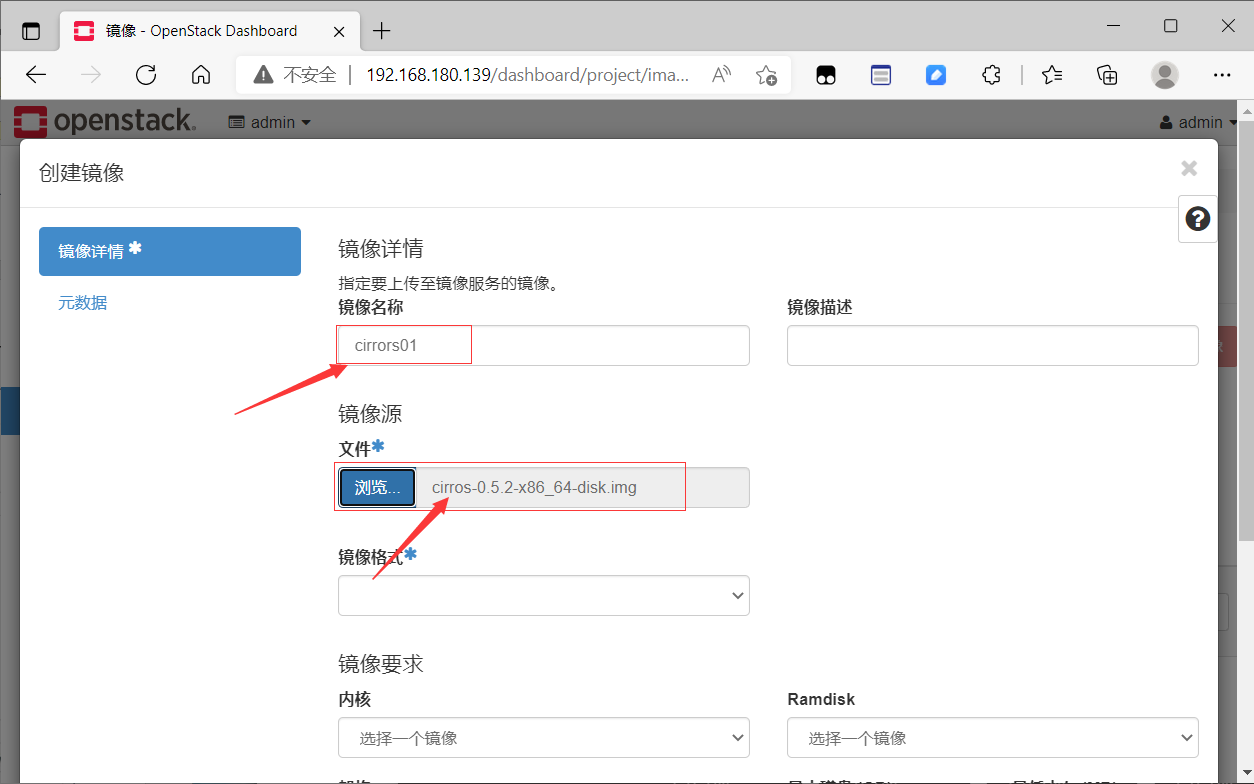 镜像 - OpenStack Dashboard
不安全 | 192.168.180.139/dashboard/project/ima...
openstack. admin admin
创建镜像
镜像详情 *
元数据
镜像详情
指定要上传至镜像服务的镜像。
镜像名称 镜像描述
cirrors01
镜像源
文件*
浏览... cirros-0.5.2-x86_64-disk.img
镜像格式*
镜像要求
内核 Ramdisk
选择一个镜像 选择一个镜像